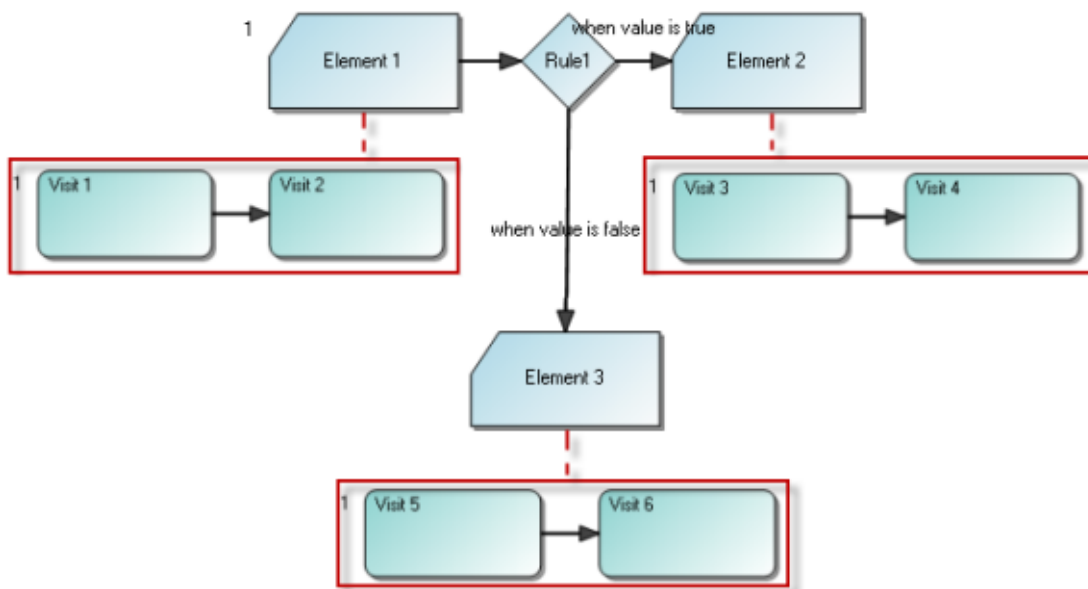 1
when value is true
Element 1
Rule1
Element 2
1
Visit 1
Visit 2
1
Visit 3
Visit 4
when value is false
Element 3
1
Visit 5
Visit 6